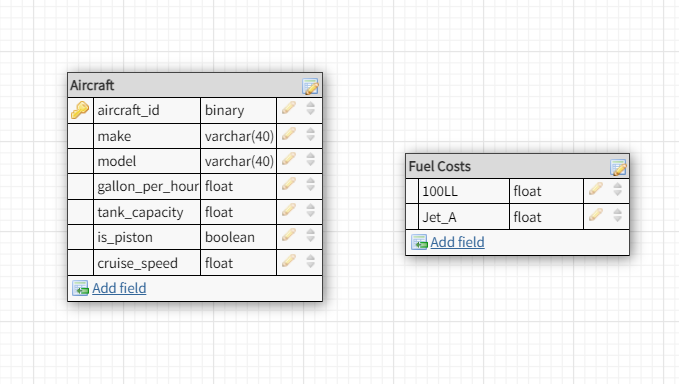 Aircraft
aircraft_id binary
make varchar(40)
model varchar(40)
gallon_per_hour float
tank_capacity float
is_piston boolean
cruise_speed float
Add field
Fuel Costs
100LL float
Jet_A float
Add field